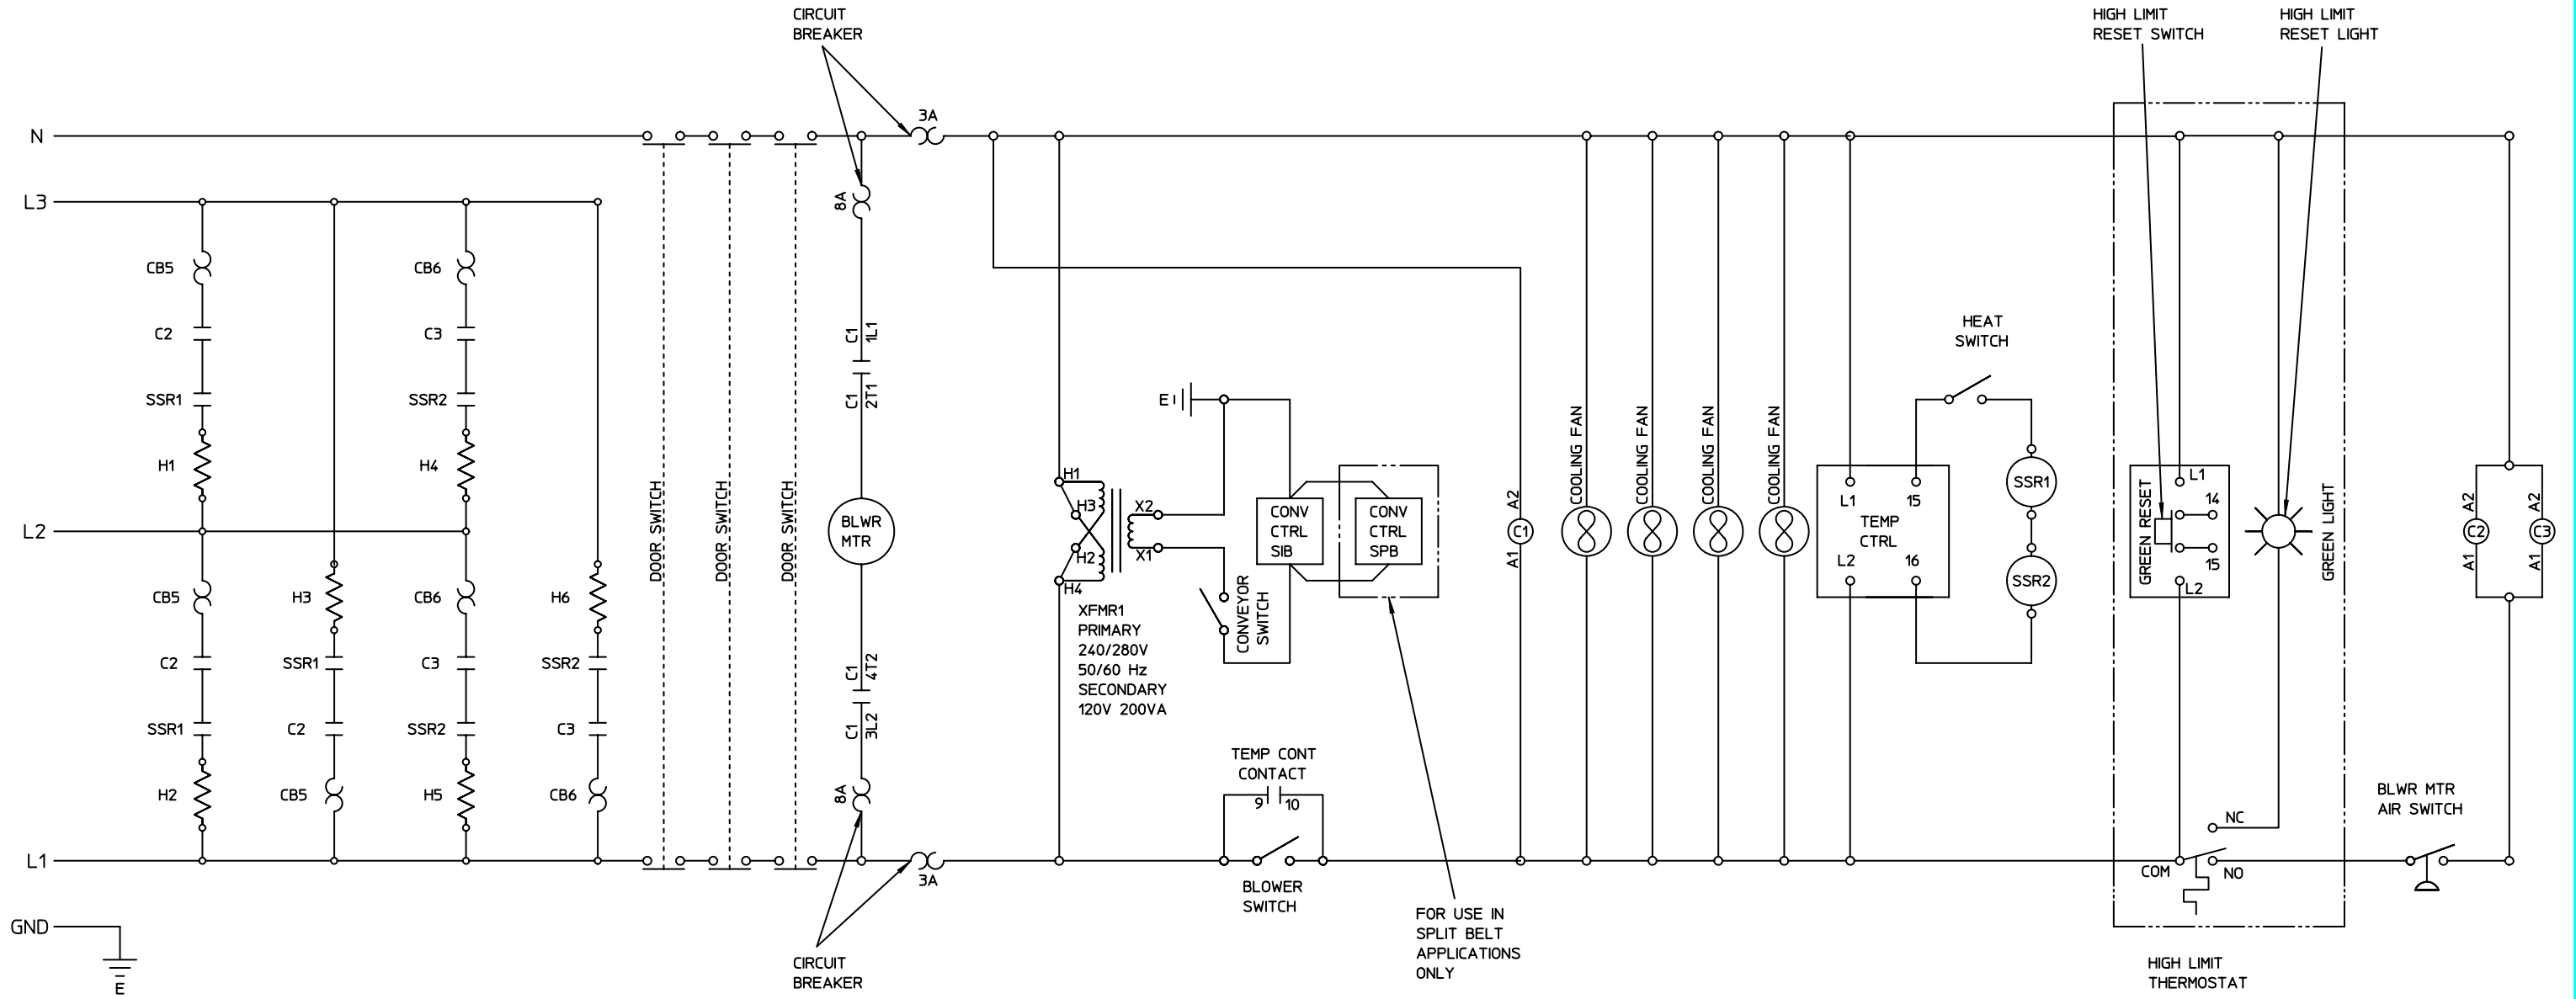 CIRCUIT
BREAKER
HIGH LIMIT
RESET SWITCH
HIGH LIMIT
RESET LIGHT
3A
N
L3
8A
CB5
CB6
C2
C3
C1
1L1
HEAT
SWITCH
SSR1
SSR2
C1
2T1
E
H1
H4
COOLING FAN
COOLING FAN
COOLING FAN
COOLING FAN
L2
DOOR SWITCH
DOOR SWITCH
DOOR SWITCH
BLWR
MTR
H1
H3
H2
H4
X2
X1
CONV
CTRL
SIB
CONV
CTRL
SPB
A2
C1
A1
L1
15
TEMP
CTRL
L2
16
SSR1
SSR2
GREEN RESET
L1
14
15
L2
GREEN LIGHT
A2
C2
A1
A2
C3
A1
CB5
H3
CB6
H6
XFMR1
PRIMARY
240/280V
50/60 Hz
SECONDARY
120V 200VA
CONVEYOR
SWITCH
C2
SSR1
C3
SSR2
C1
4T2
SSR1
C2
SSR2
C3
C1
3L2
TEMP CONT
CONTACT
9
10
H2
CB5
H5
CB6
8A
BLWR MTR
AIR SWITCH
NC
L1
3A
COM
NO
BLOWER
SWITCH
GND
E
FOR USE IN
SPLIT BELT
APPLICATIONS
ONLY
CIRCUIT
BREAKER
HIGH LIMIT
THERMOSTAT